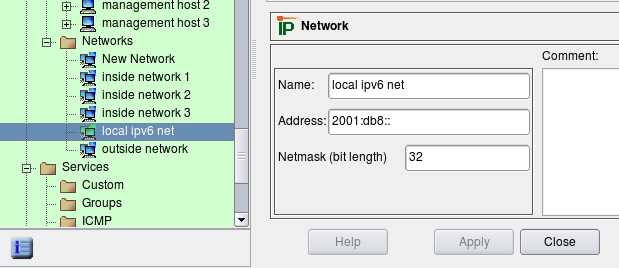 management host 2
management host 3
Networks
New Network
inside network 1
inside network 2
inside network 3
local ipv6 net
outside network
Services
Custom
Groups
ICMP
IP Network
Comment:
Name: local ipv6 net
Address: 2001:db8::
Netmask (bit length) 32
Help Apply Close